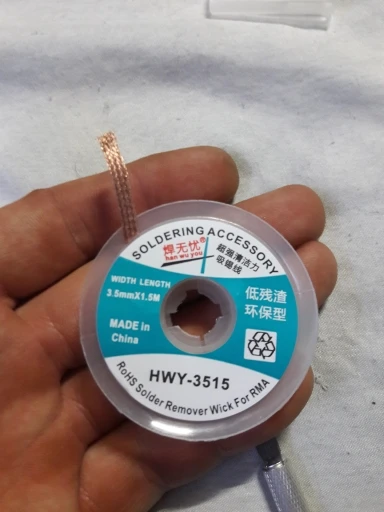 SOLDERING ACCESSORY
焊无忧®
han wu you
超强清洁力
吸锡线
WIDTH LENGTH
3.5mmX1.5M
低残渣
环保型
MADE in
China
HWY-3515
RoHS Solder Remover Wick For RMA